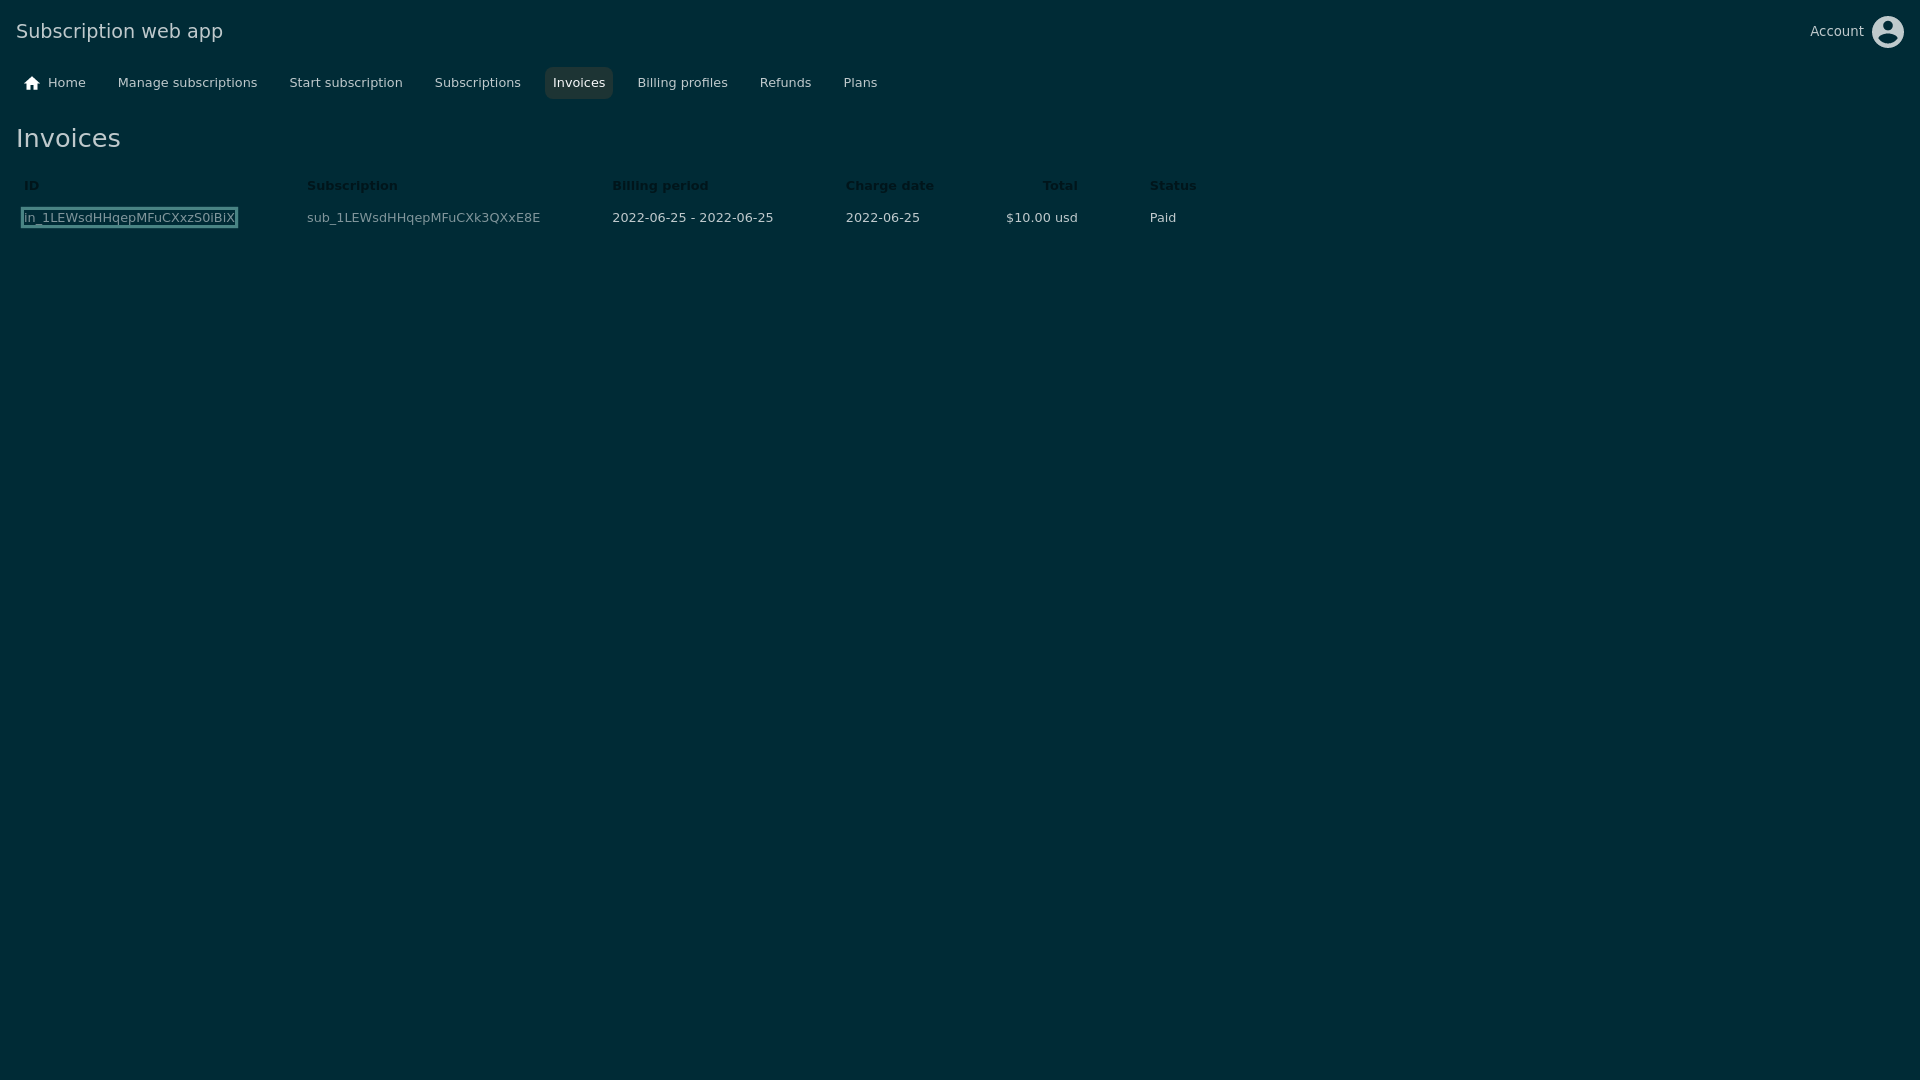 Subscription web app
Account
Home Manage subscriptions Start subscription Subscriptions Invoices Billing profiles Refunds Plans
Invoices
ID Subscription Billing period Charge date Total Status
in_1LEWsdHHqepMFuCXxzS0iBiX sub_1LEWsdHHqepMFuCXk3QXxE8E 2022-06-25 - 2022-06-25 2022-06-25 $10.00 usd Paid